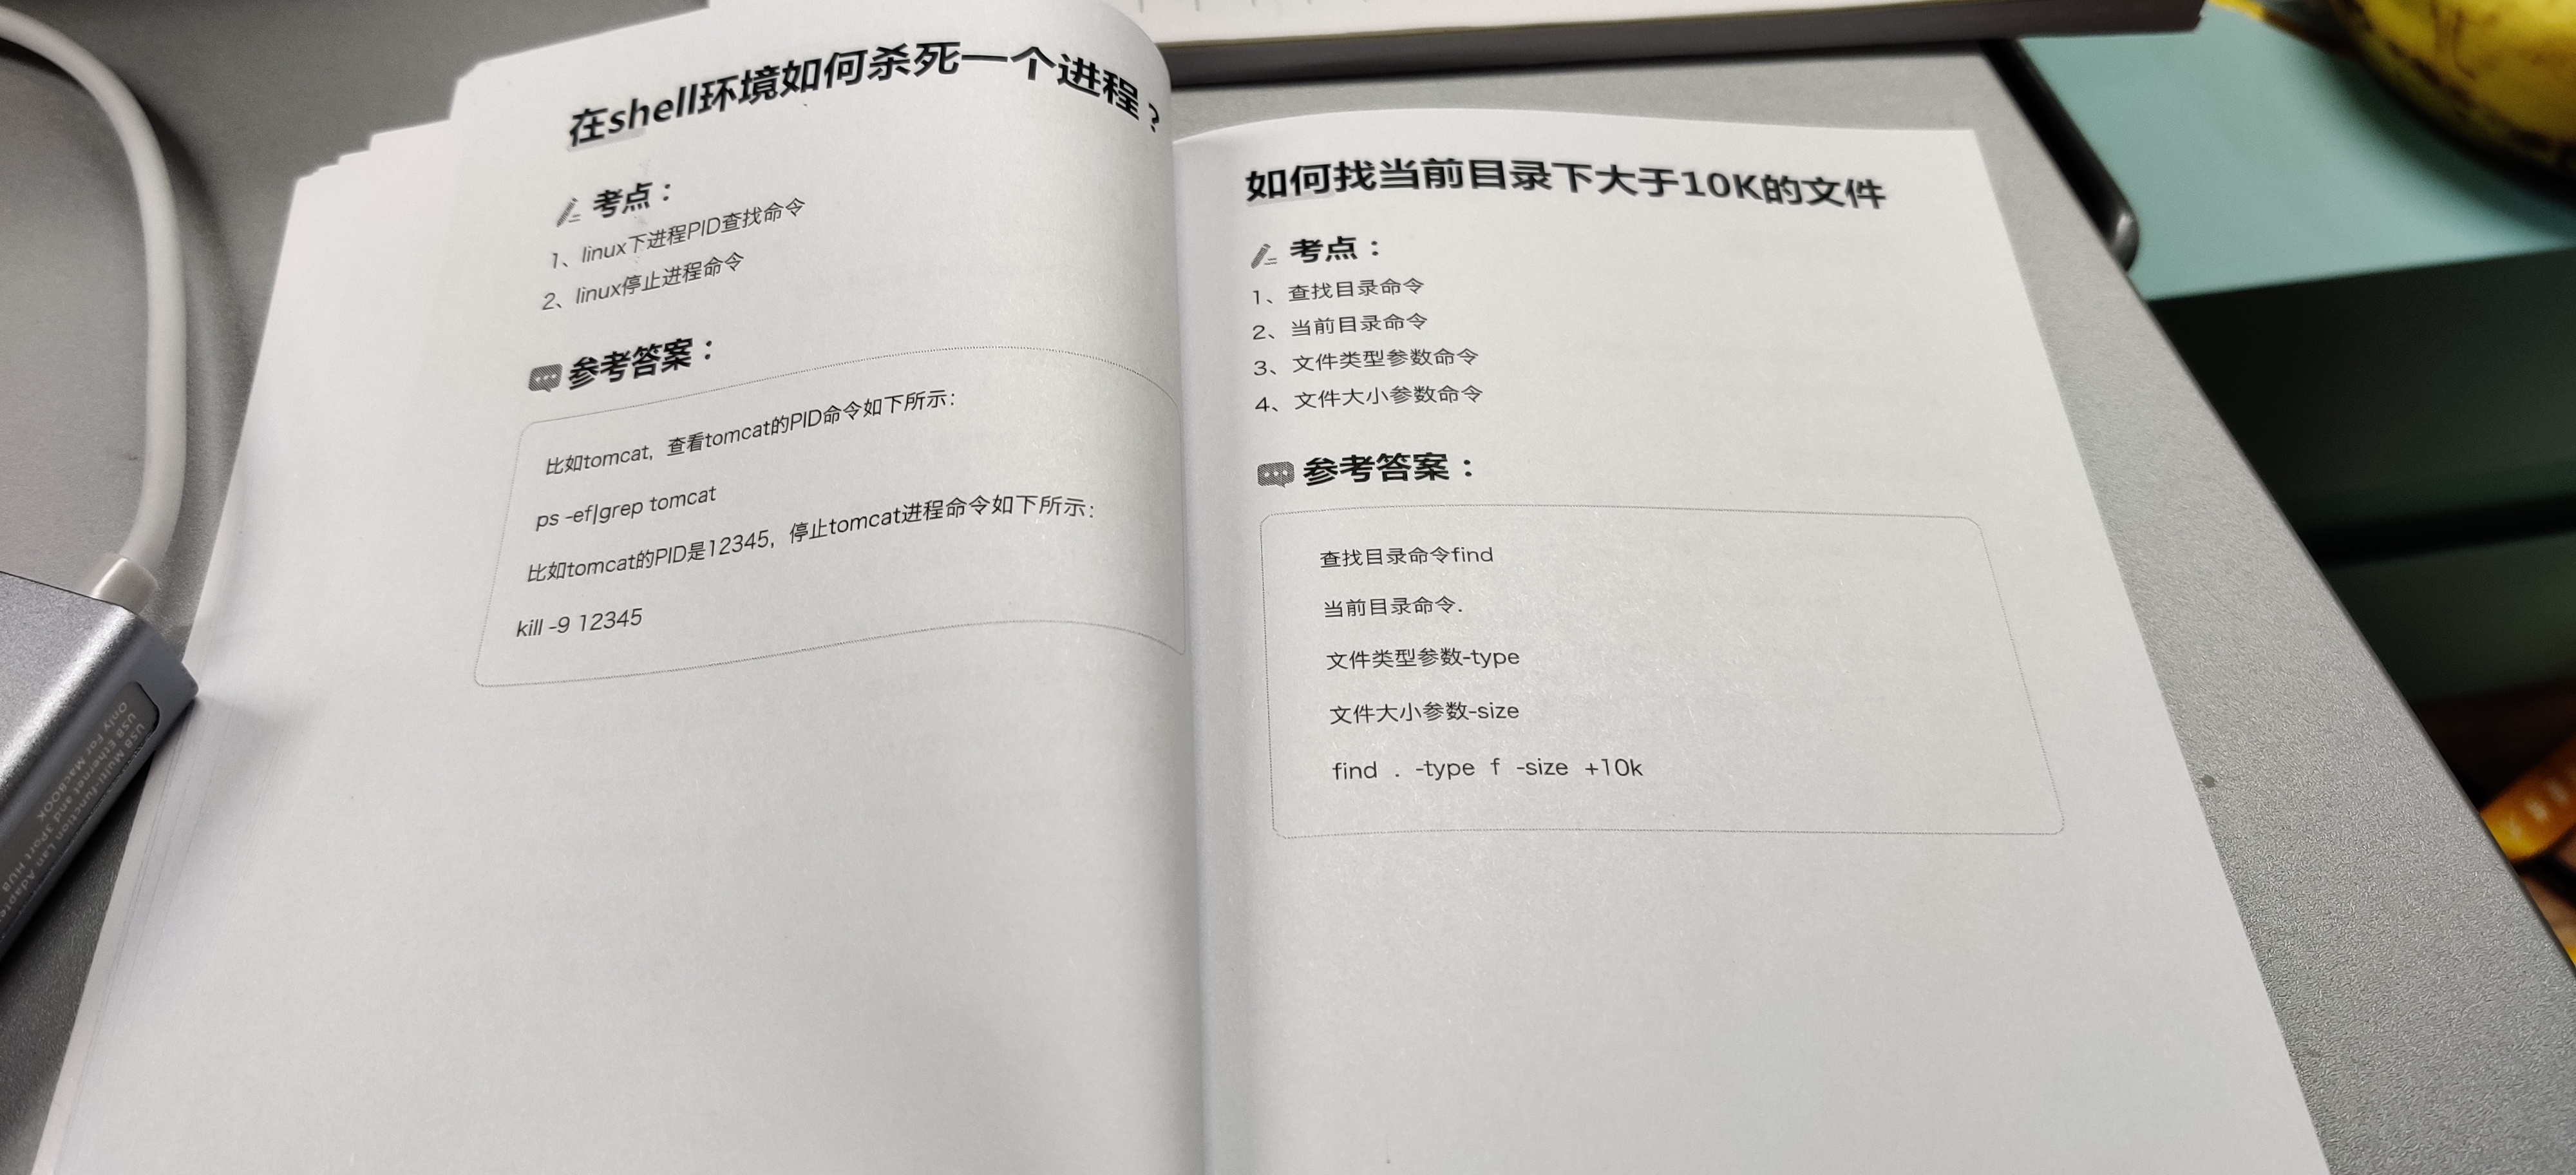 在shell环境如何杀死一个进程？
考点：
1、linux下进程PID查找命令
2、linux停止进程命令
参考答案：
比如tomcat，查看tomcat的PID命令如下所示：
ps -ef|grep tomcat
比如tomcat的PID是12345，停止tomcat进程命令如下所示：
kill -9 12345
如何找当前目录下大于10K的文件
考点：
1、查找目录命令
2、当前目录命令
3、文件类型参数命令
4、文件大小参数命令
参考答案：
查找目录命令find
当前目录命令.
文件类型参数-type
文件大小参数-size
find . -type f -size +10k
USB Multi-function Lan
USB Ethernet and 3Port HUB
Only For MacBOOK